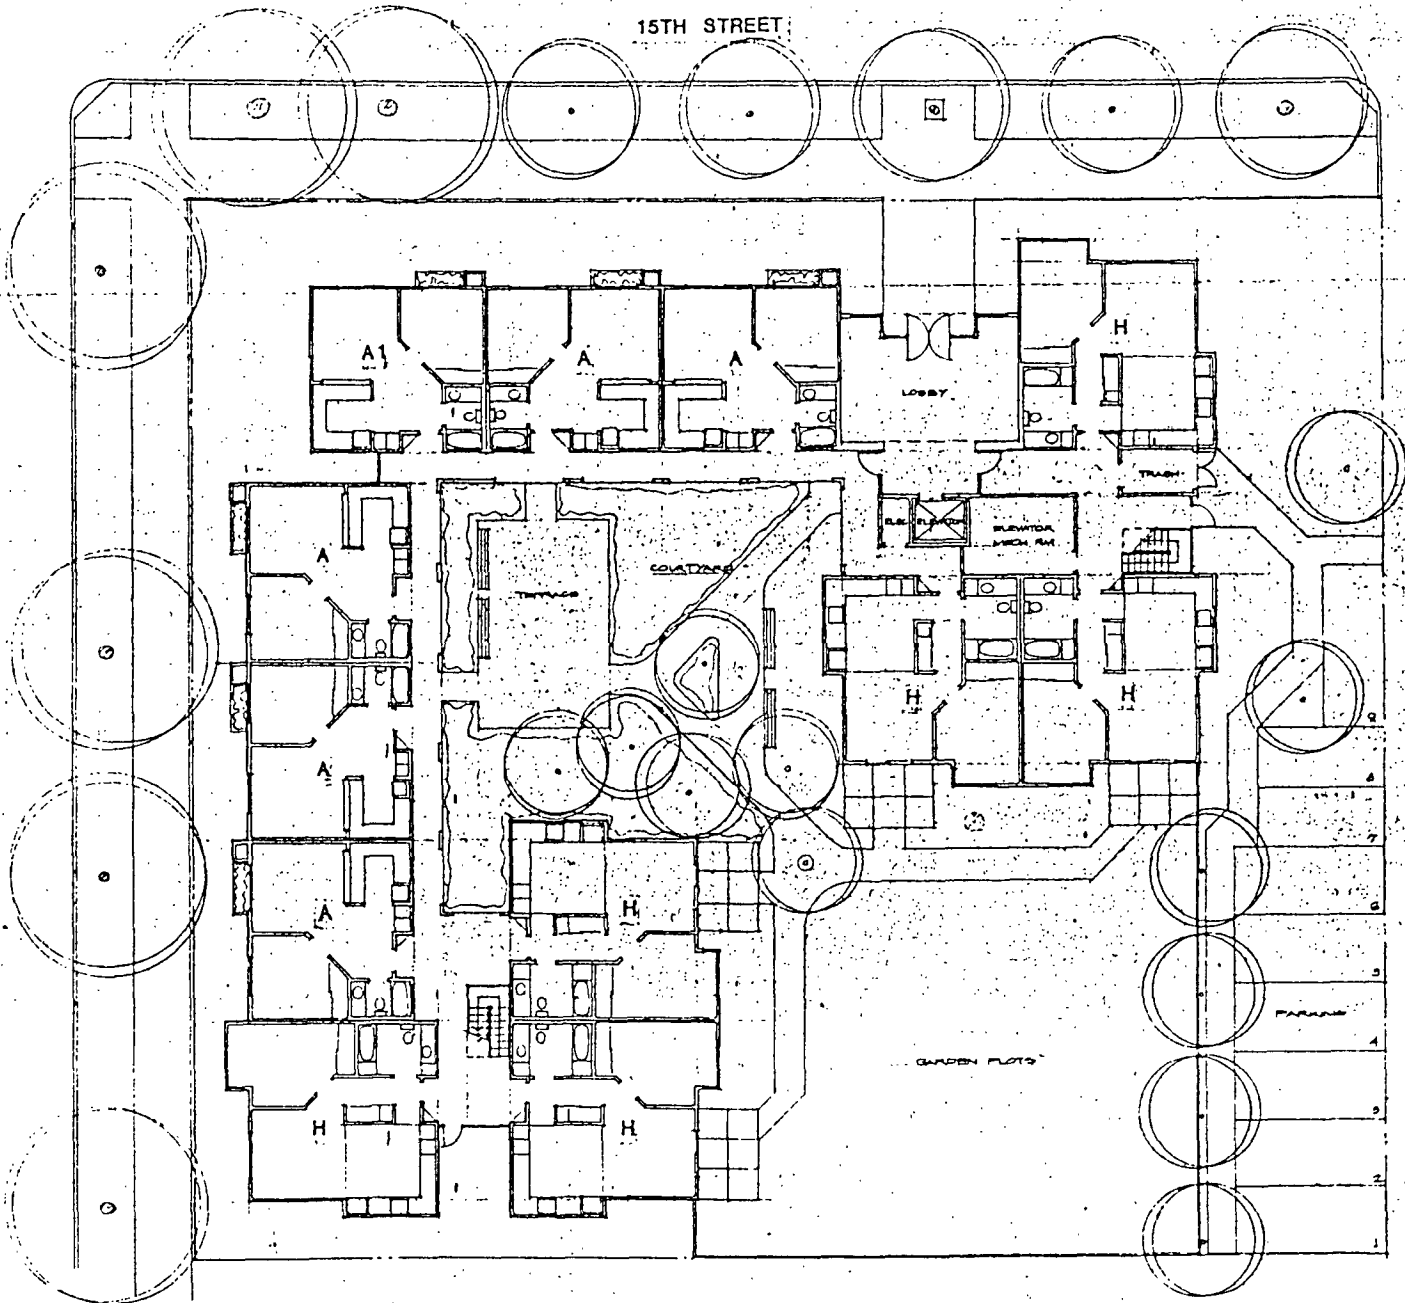 15TH STREET
H
A1
A
A
LOBBY
TRASH
ELEC.
ELEVATOR
ELEVATOR
MECH. RM.
A
COURTYARD
TERRACE
H
H
A
A
H
PARKING
GARDEN PLOTS
H
H
9
8
7
6
5
4
3
2
1